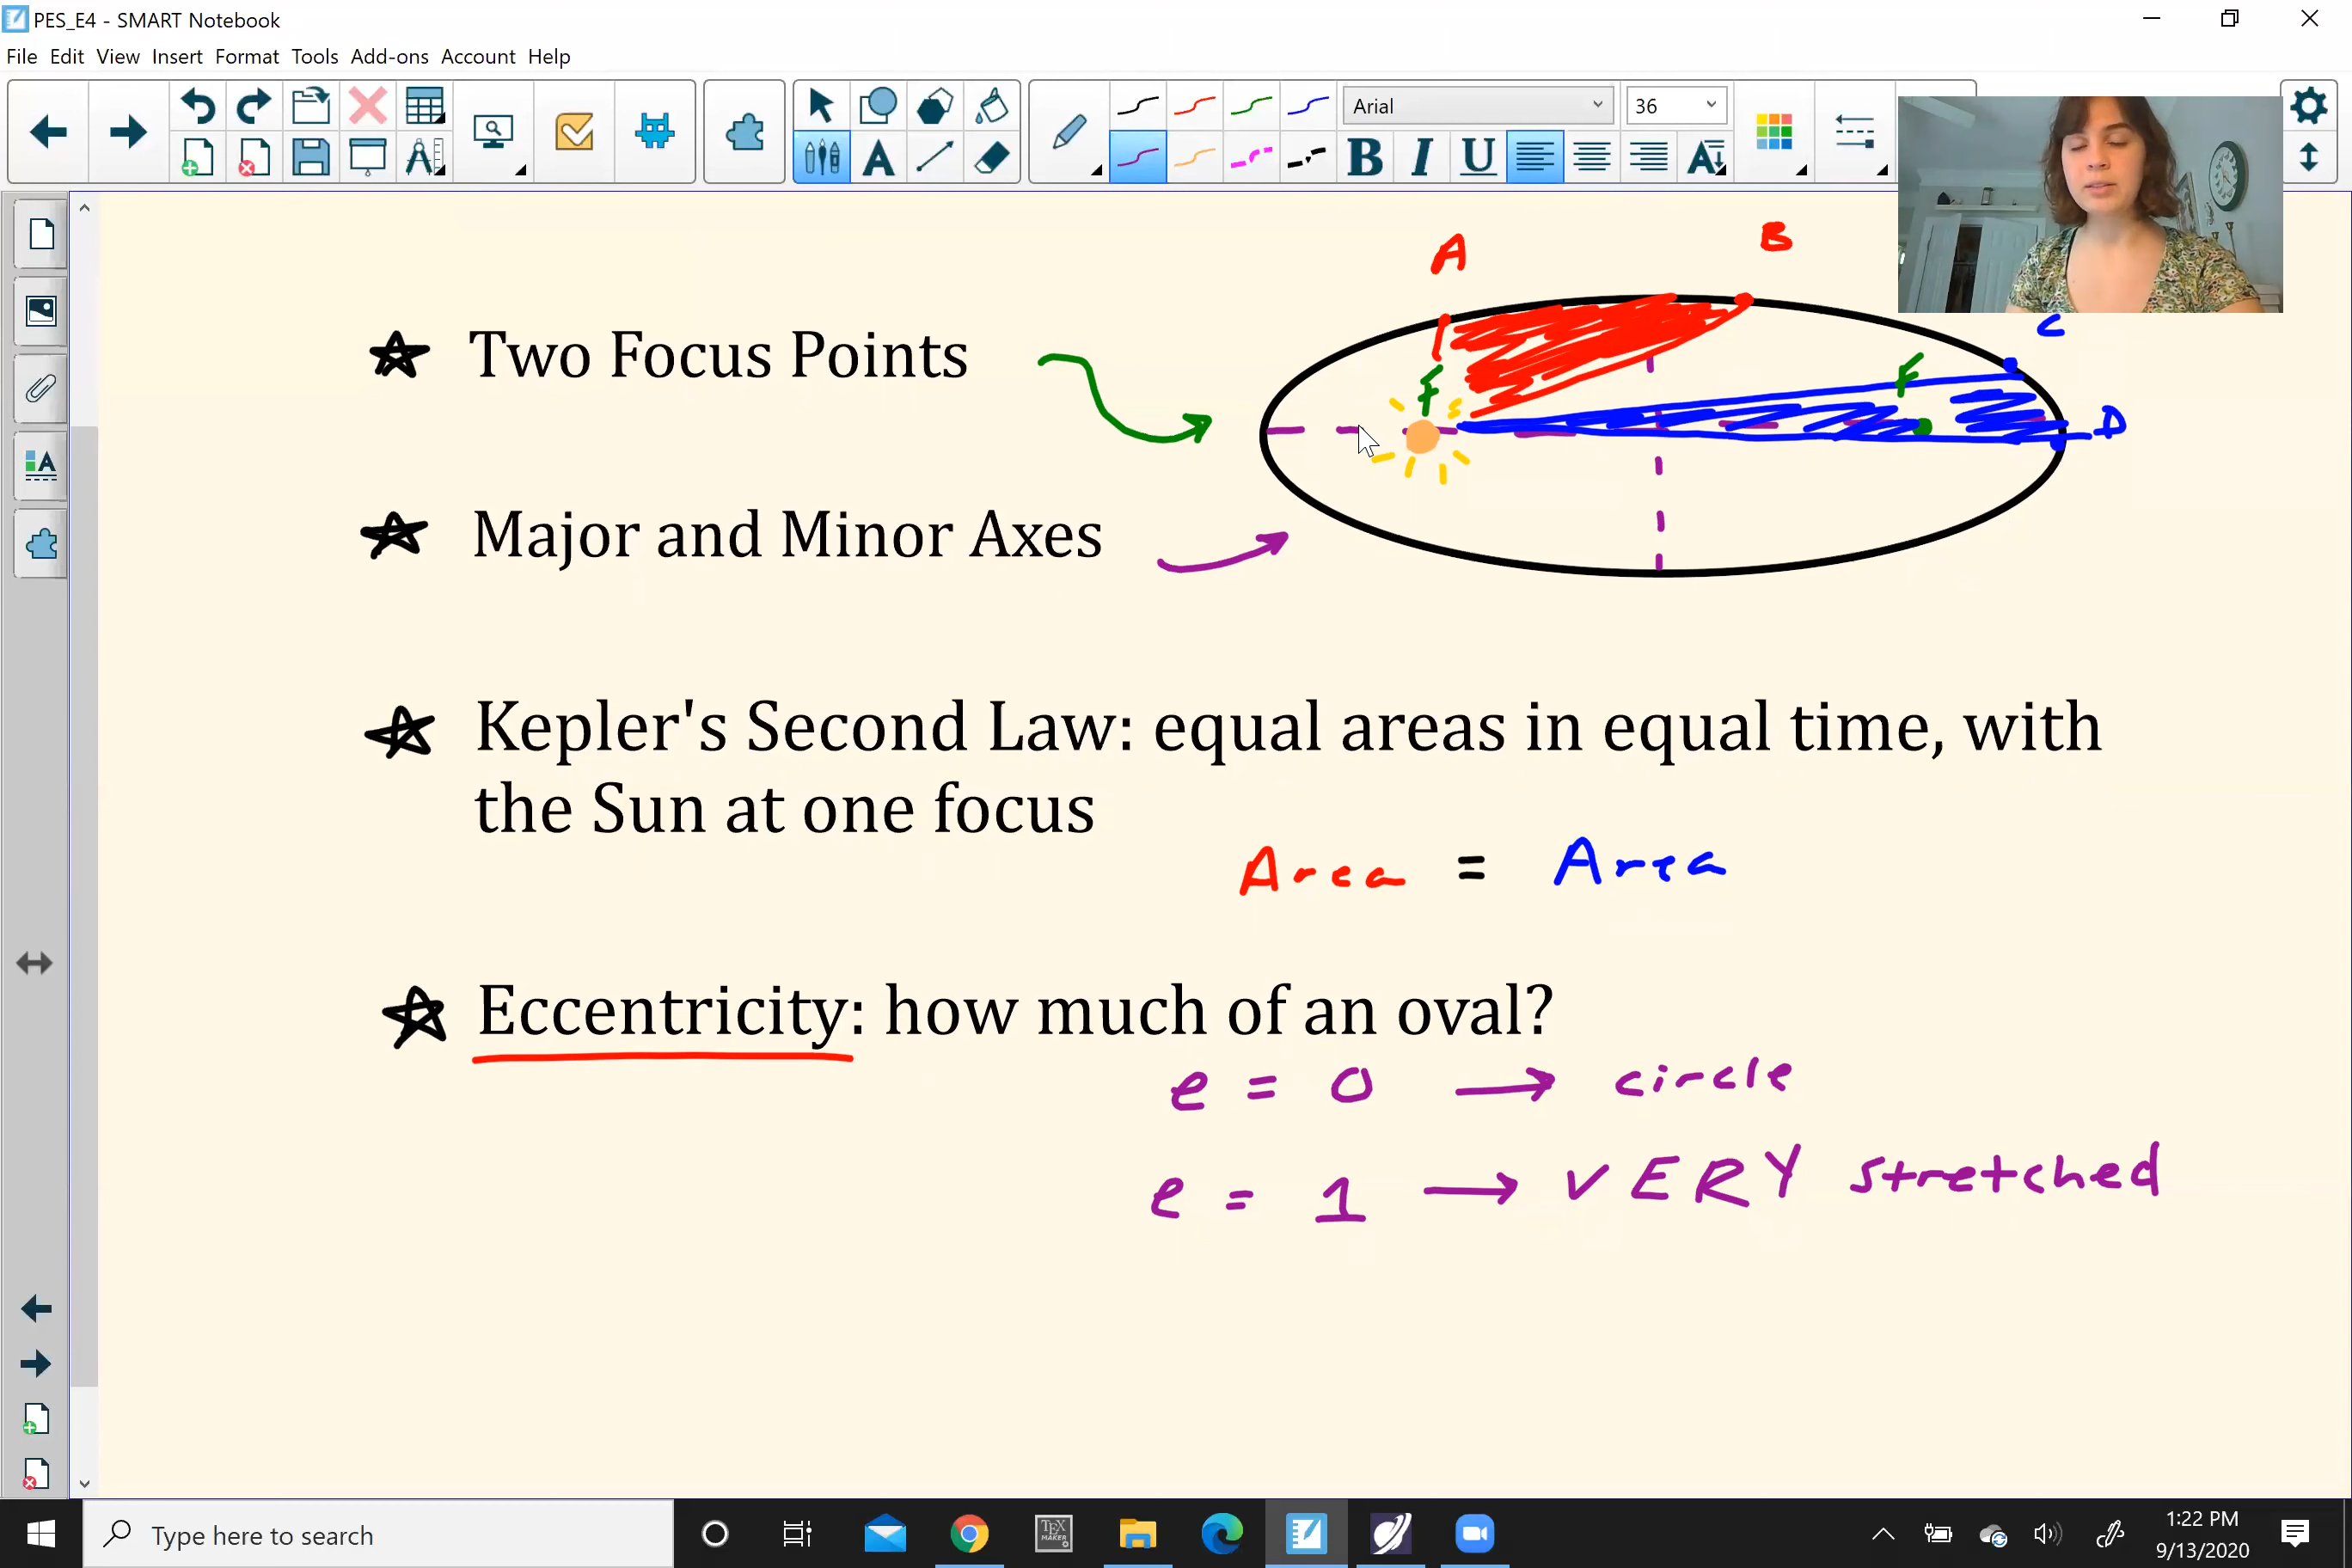 PES_E4 - SMART Notebook
File Edit View Insert Format Tools Add-ons Account Help
Arial
36
B I U
A
B
C
Two Focus Points
F
F
S
D
Major and Minor Axes
Kepler's Second Law: equal areas in equal time, with
the Sun at one focus
Area = Area
Eccentricity: how much of an oval?
e = 0 → circle
e = 1 → VERY stretched
Type here to search
TEX
MAKER
1:22 PM
9/13/2020